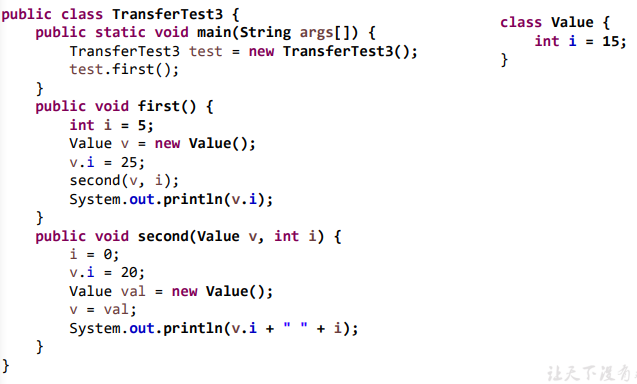 public class TransferTest3 {
    public static void main(String args[]) {
        TransferTest3 test = new TransferTest3();
        test.first();
    }
    public void first() {
        int i = 5;
        Value v = new Value();
        v.i = 25;
        second(v, i);
        System.out.println(v.i);
    }
    public void second(Value v, int i) {
        i = 0;
        v.i = 20;
        Value val = new Value();
        v = val;
        System.out.println(v.i + " " + i);
    }
}
class Value {
    int i = 15;
}
让天下没有